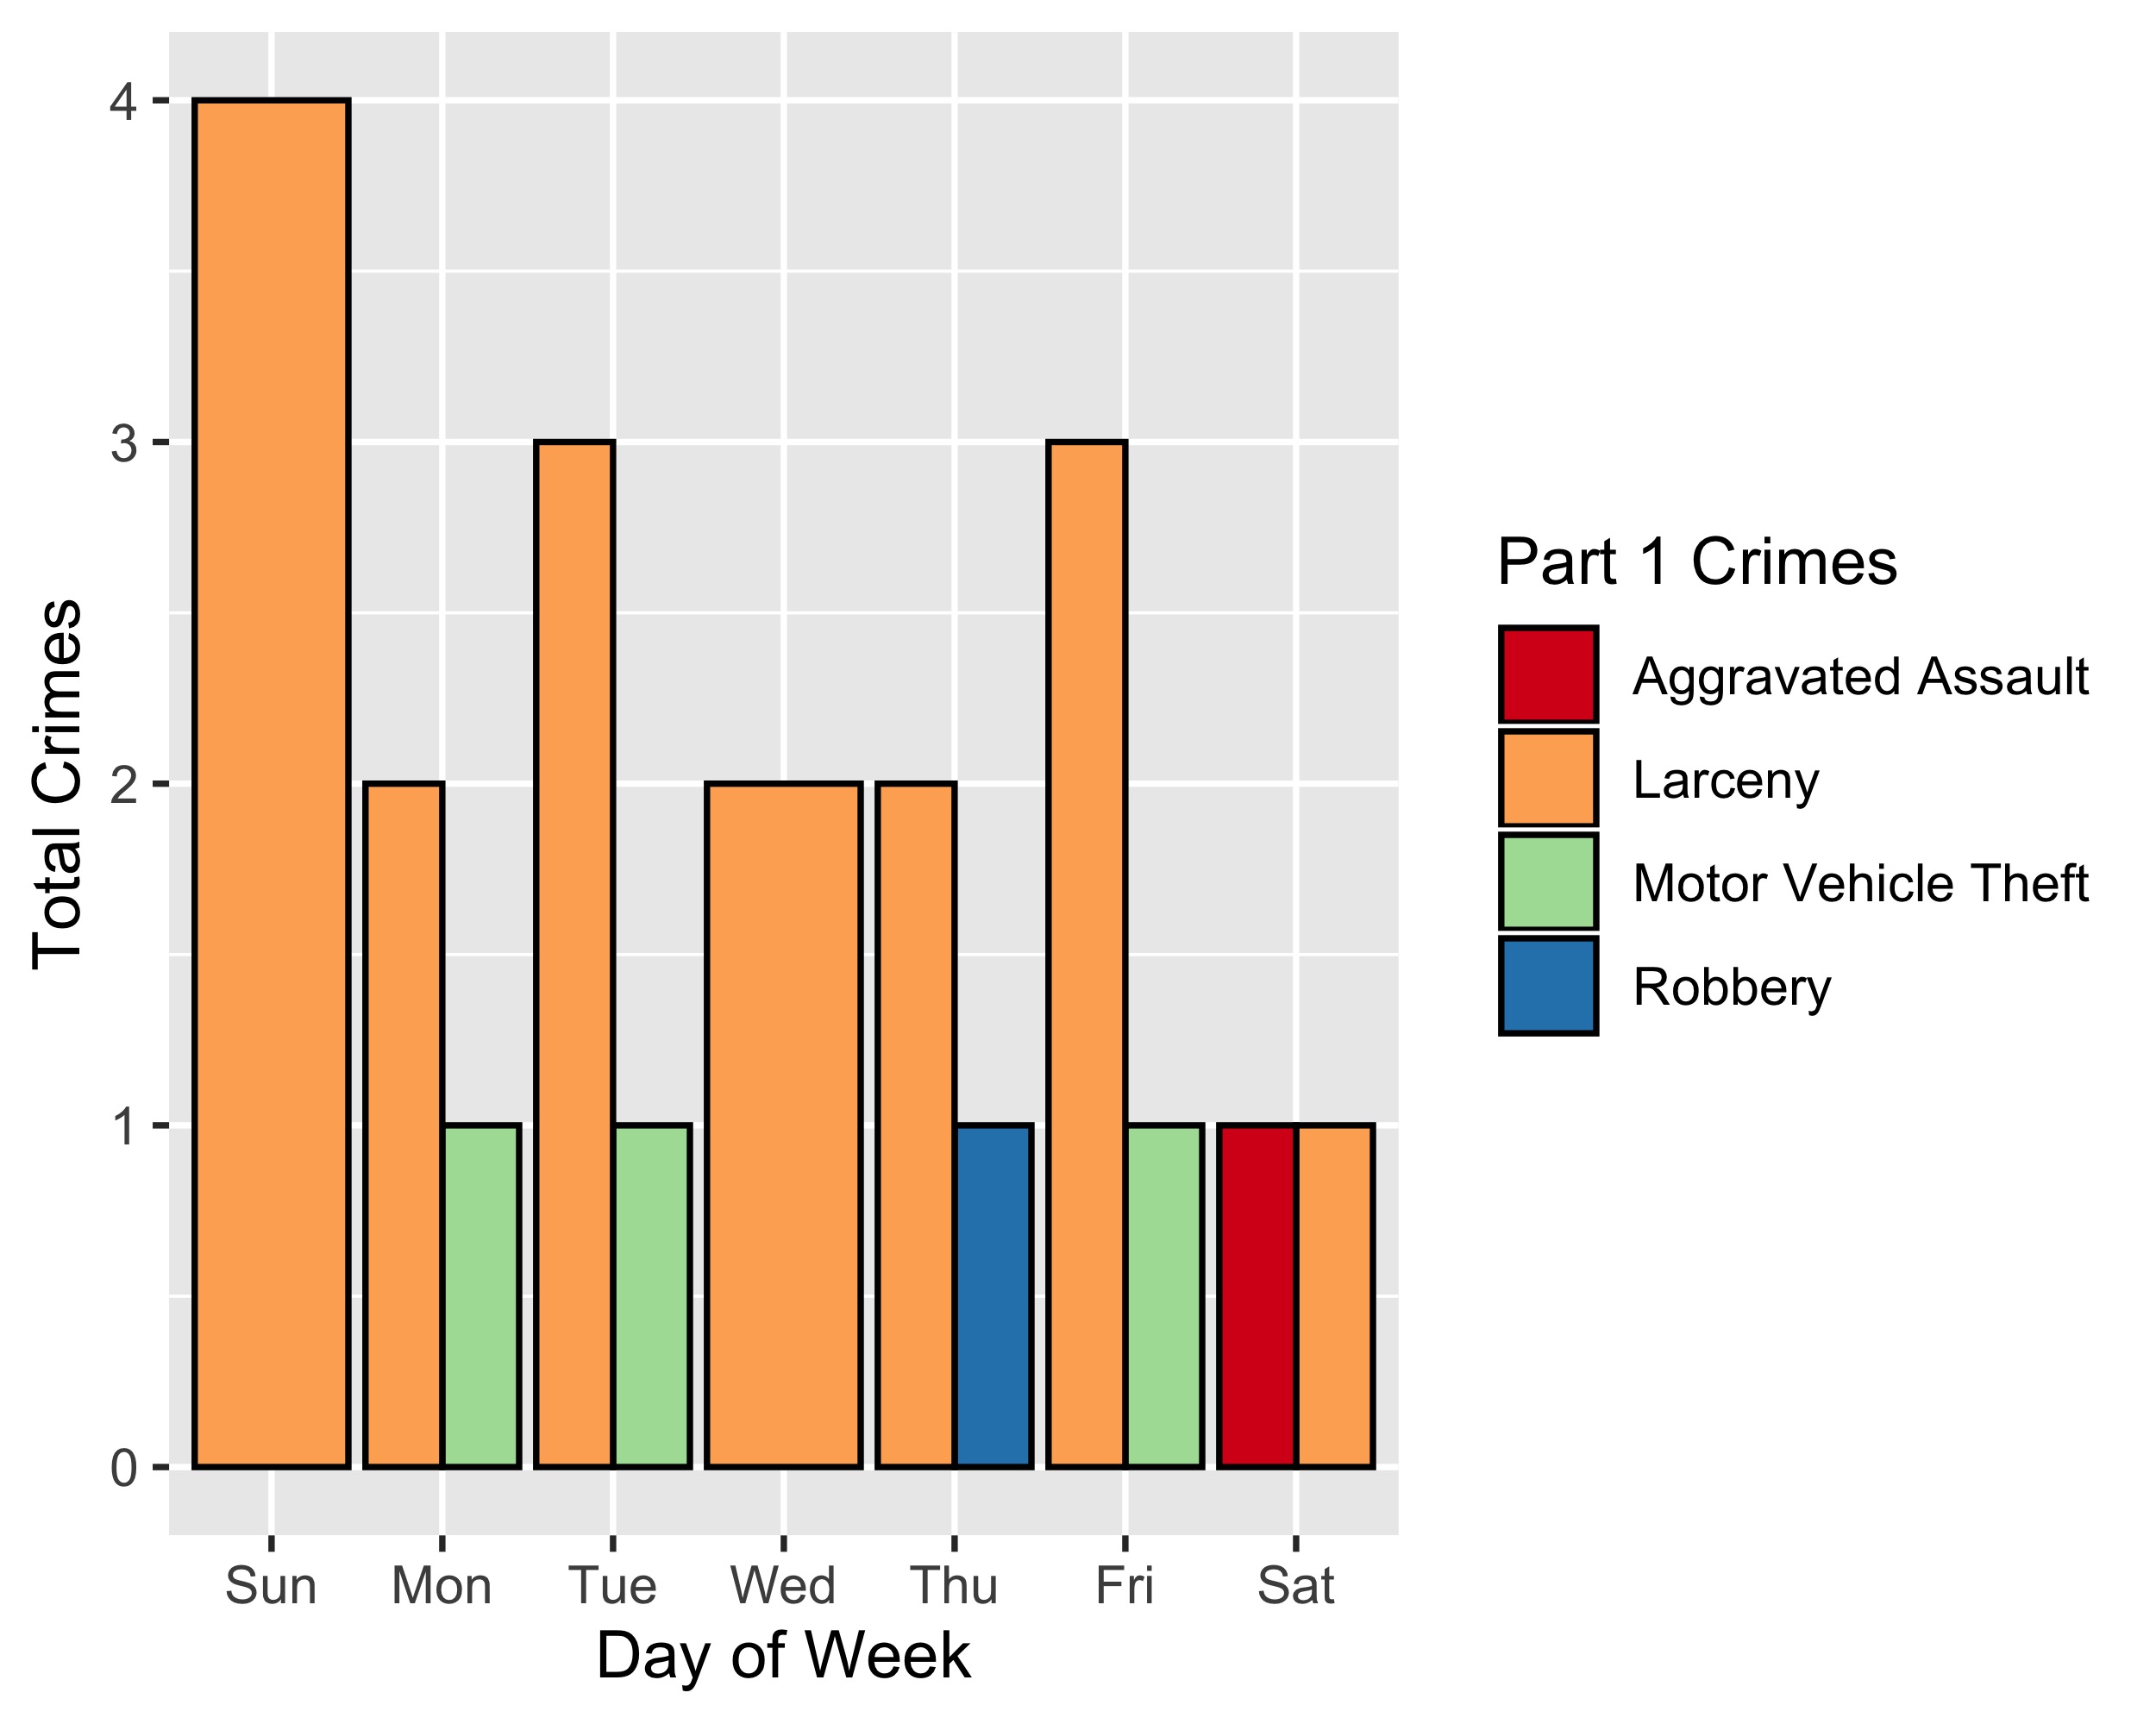 Total Crimes
4
3
2
1
0
Sun Mon Tue Wed Thu Fri Sat
Day of Week
Part 1 Crimes
Aggravated Assault
Larceny
Motor Vehicle Theft
Robbery